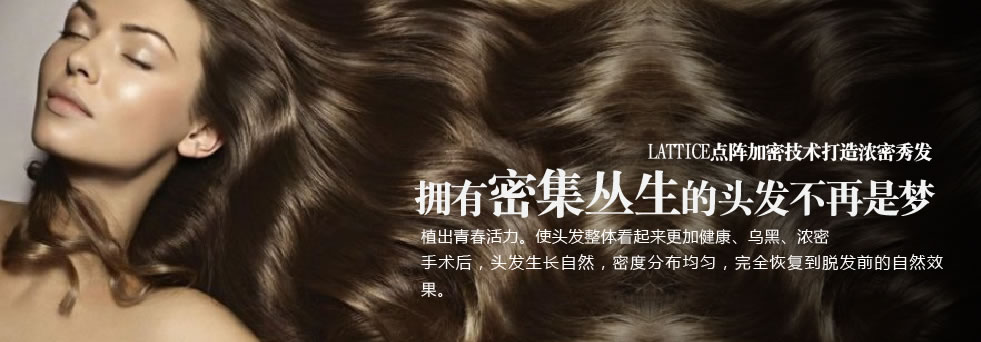 LATTICE点阵加密技术打造浓密秀发
拥有密集丛生的头发不再是梦
植出青春活力。使头发整体看起来更加健康、乌黑、浓密
手术后，头发生长自然，密度分布均匀，完全恢复到脱发前的自然效
果。